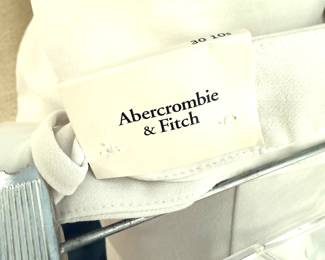 30 10s
Abercrombie
& Fitch